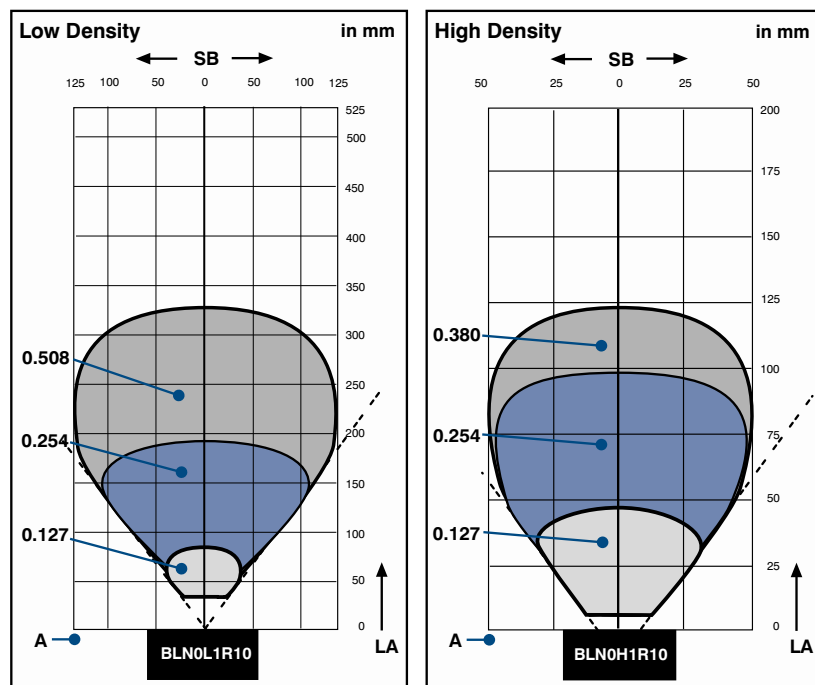 Low Density in mm
SB
125 100 50 0 50 100 125
525
500
450
400
350
300
0.508
250
0.254
200
150
0.127
100
50
0
A
LA
BLN0L1R10
High Density in mm
SB
50 25 0 25 50
200
175
150
125
0.380
100
0.254
75
50
0.127
25
0
A
LA
BLN0H1R10